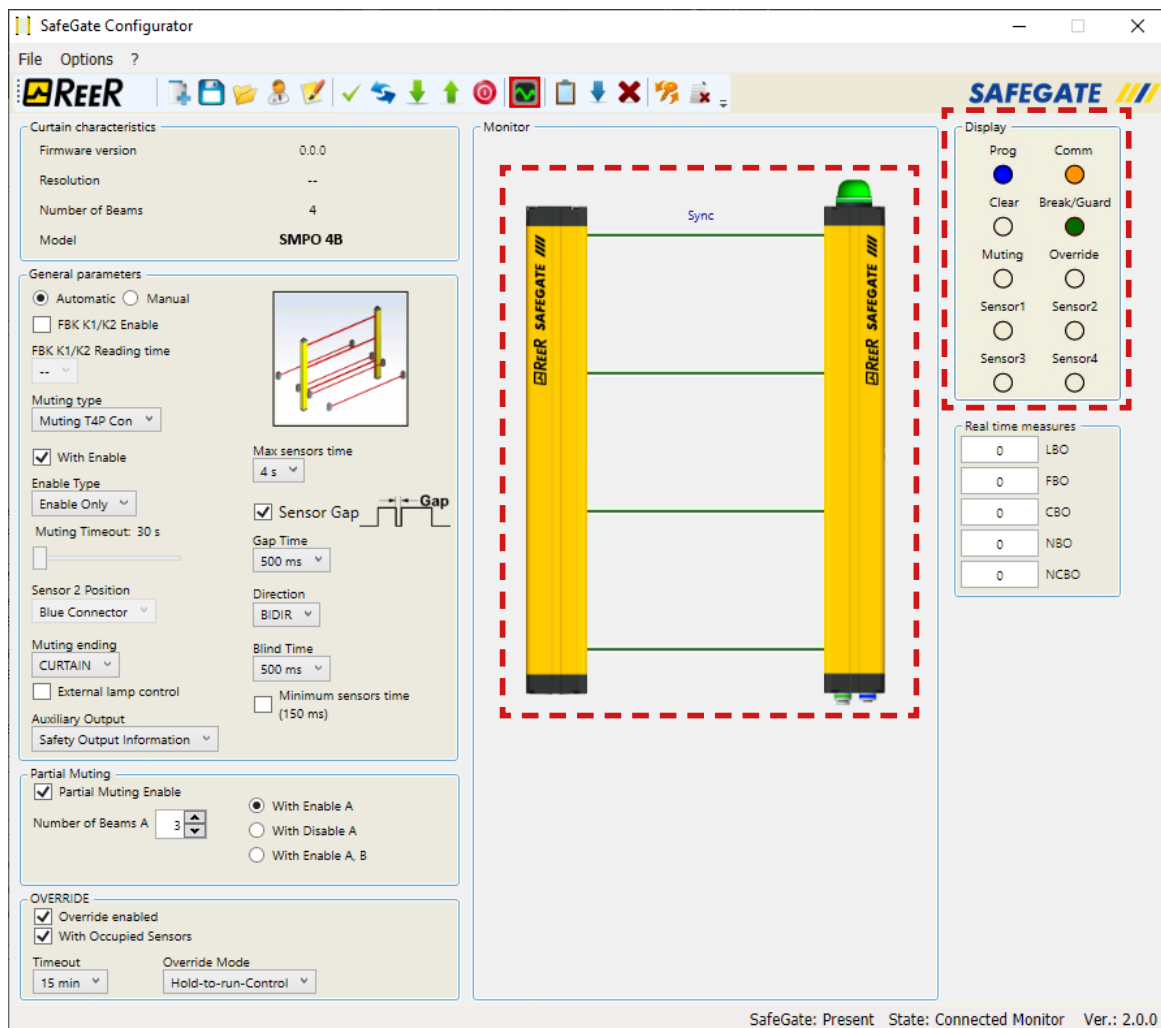 SafeGate Configurator
File Options ?
REER
SAFEGATE
Curtain characteristics
Firmware version 0.0.0
Resolution --
Number of Beams 4
Model SMPO 4B
General parameters
Automatic Manual
FBK K1/K2 Enable
FBK K1/K2 Reading time
--
Muting type
Muting T4P Con
With Enable
Enable Type
Enable Only
Muting Timeout: 30 s
Sensor 2 Position
Blue Connector
Muting ending
CURTAIN
External lamp control
Auxiliary Output
Safety Output Information
Max sensors time
4 s
Sensor Gap
Gap
Gap Time
500 ms
Direction
BIDIR
Blind Time
500 ms
Minimum sensors time
(150 ms)
Partial Muting
Partial Muting Enable
Number of Beams A 3
With Enable A
With Disable A
With Enable A, B
OVERRIDE
Override enabled
With Occupied Sensors
Timeout
15 min
Override Mode
Hold-to-run-Control
Monitor
Sync
REER SAFEGATE
REER SAFEGATE
Display
Prog Comm
Clear Break/Guard
Muting Override
Sensor1 Sensor2
Sensor3 Sensor4
Real time measures
0 LBO
0 FBO
0 CBO
0 NBO
0 NCBO
SafeGate: Present State: Connected Monitor Ver.: 2.0.0